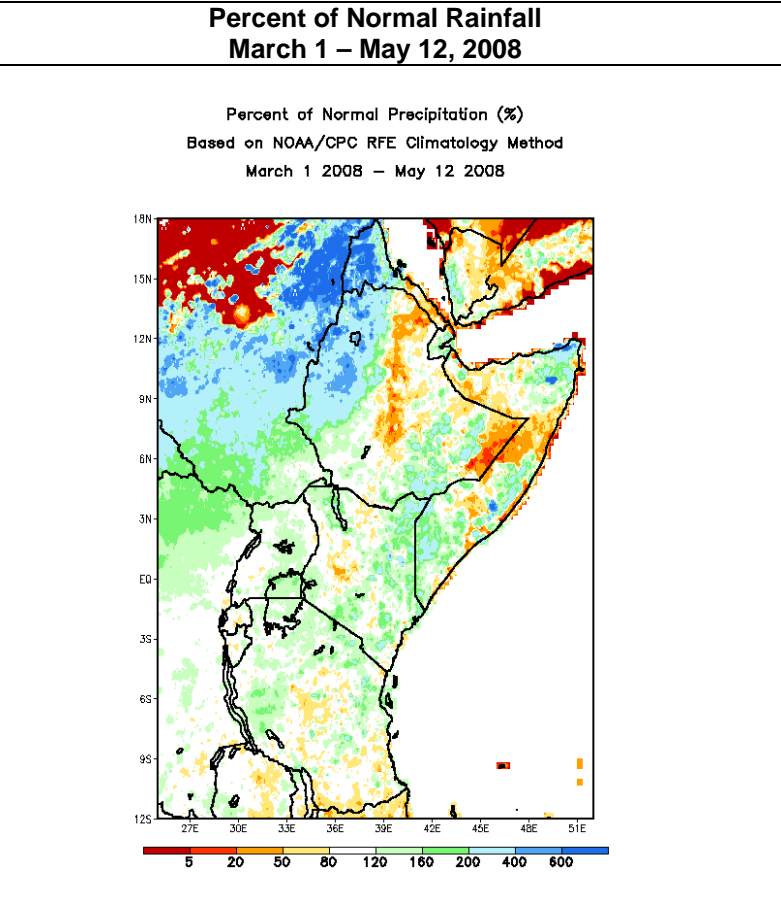 Percent of Normal Rainfall
March 1 – May 12, 2008
Percent of Normal Precipitation (%)
Based on NOAA/CPC RFE Climatology Method
March 1 2008 – May 12 2008
18N
15N
12N
9N
6N
3N
EQ
3S
6S
9S
12S
27E 30E 33E 36E 39E 42E 45E 48E 51E
5 20 50 80 120 160 200 400 600